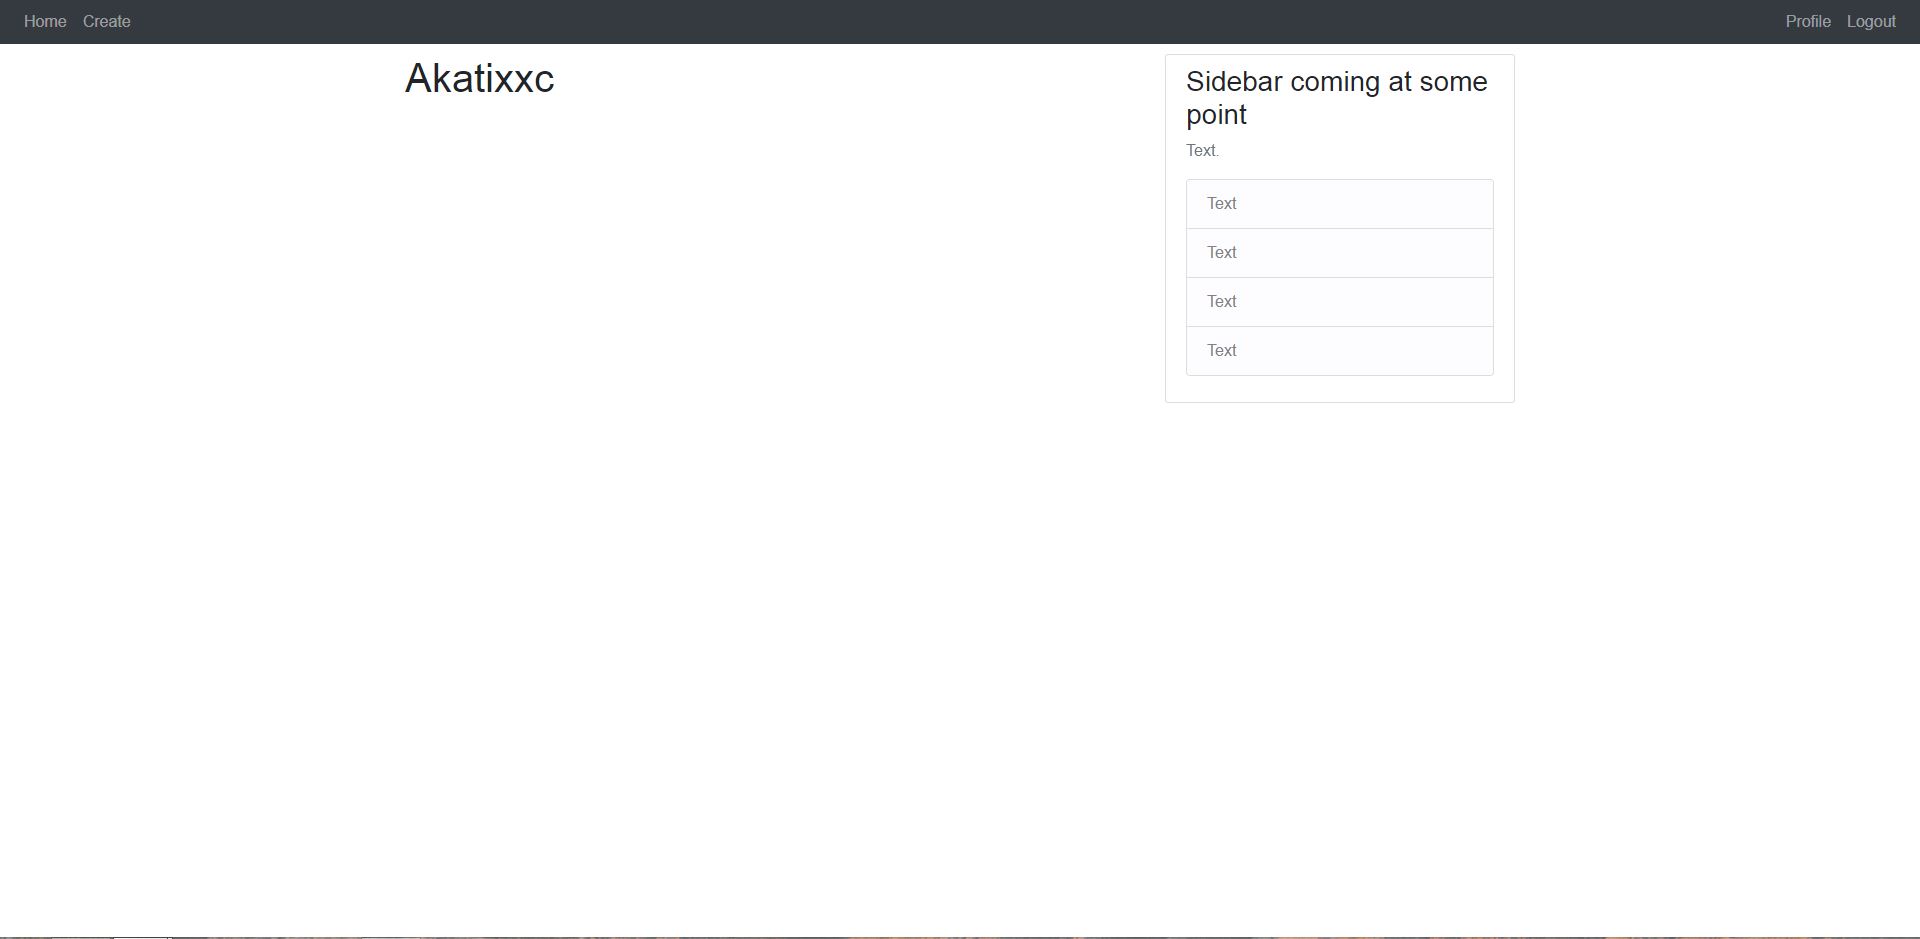 Home Create Profile Logout
Akatixxc
Sidebar coming at some
point
Text.
Text
Text
Text
Text